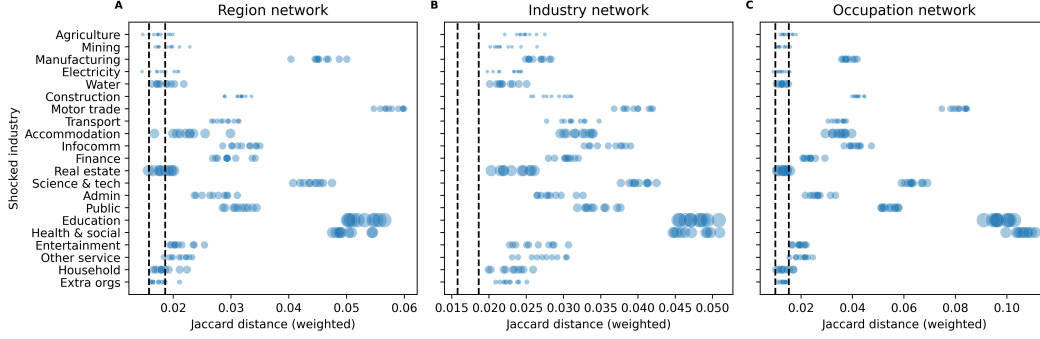 A Region network
B Industry network
C Occupation network
Shocked industry
Agriculture
Mining
Manufacturing
Electricity
Water
Construction
Motor trade
Transport
Accommodation
Infocomm
Finance
Real estate
Science & tech
Admin
Public
Education
Health & social
Entertainment
Other service
Household
Extra orgs
0.02 0.03 0.04 0.05 0.06
Jaccard distance (weighted)
0.015 0.020 0.025 0.030 0.035 0.040 0.045 0.050
Jaccard distance (weighted)
0.02 0.04 0.06 0.08 0.10
Jaccard distance (weighted)